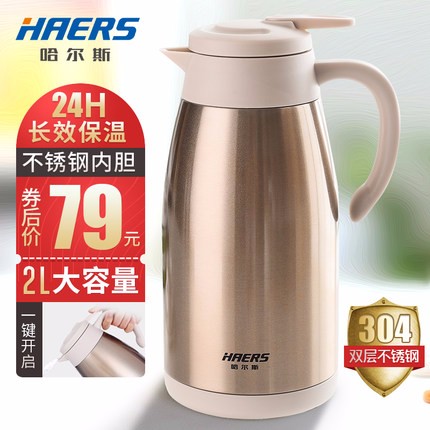 HAERS
哈尔斯
24H
长效保温
不锈钢内胆
券后价 79元
2L大容量
一键开启
HAERS
哈尔斯
304
双层不锈钢